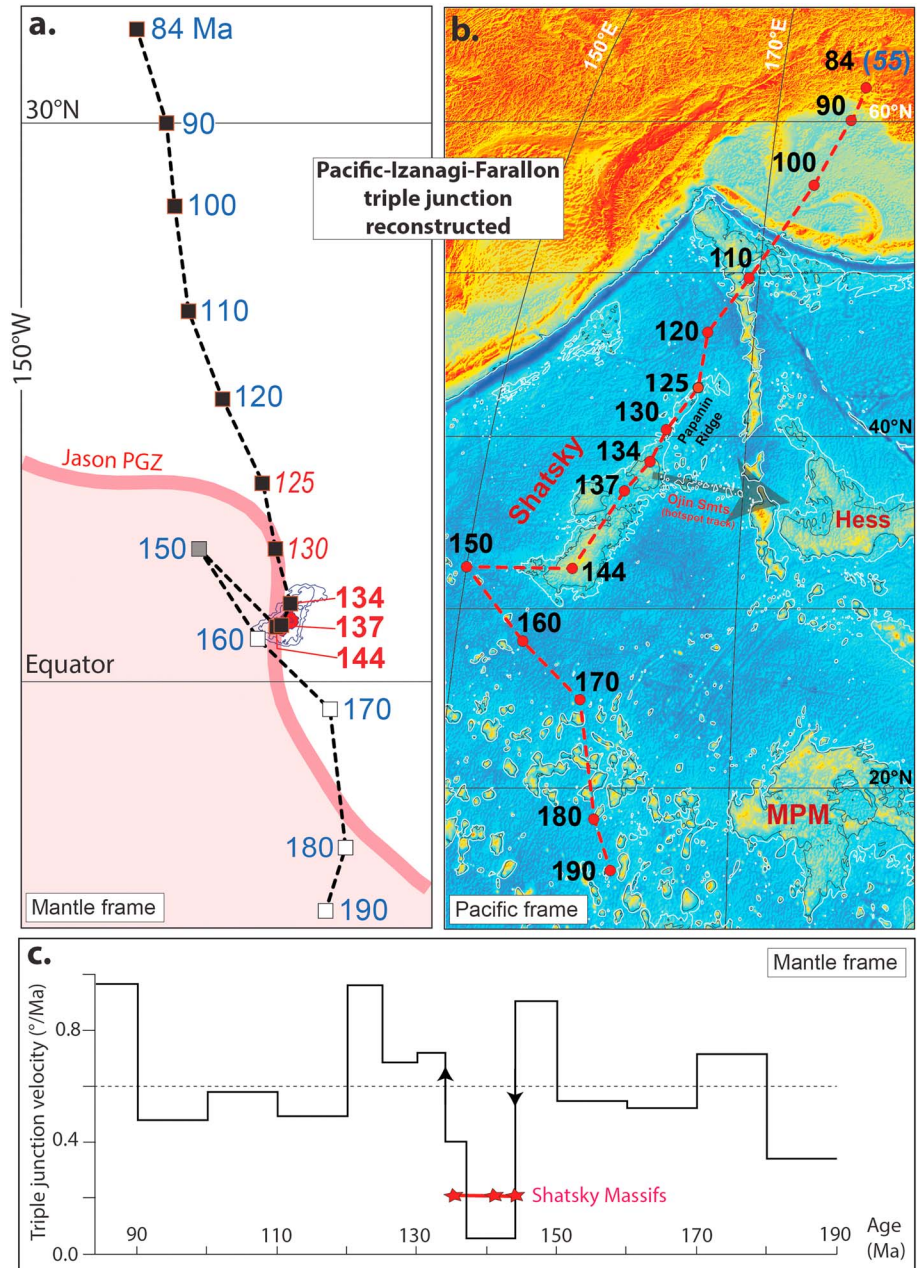 a.
84 Ma
30°N
90
100
110
150°W
120
Jason PGZ
125
150
130
134
137
144
160
Equator
170
180
190
Mantle frame
Pacific-Izanagi-Farallon
triple junction
reconstructed
b.
150°E
170°E
84 (55)
90
60°N
100
110
120
125
130
Papanin
Ridge
40°N
134
137
Shatsky
Ojin Smts
(hotspot track)
Hess
150
144
160
170
20°N
180
MPM
190
Pacific frame
c.
Mantle frame
Triple junction velocity (°/Ma)
0.8
0.4
0.0
Shatsky Massifs
90
110
130
150
170
190
Age
(Ma)